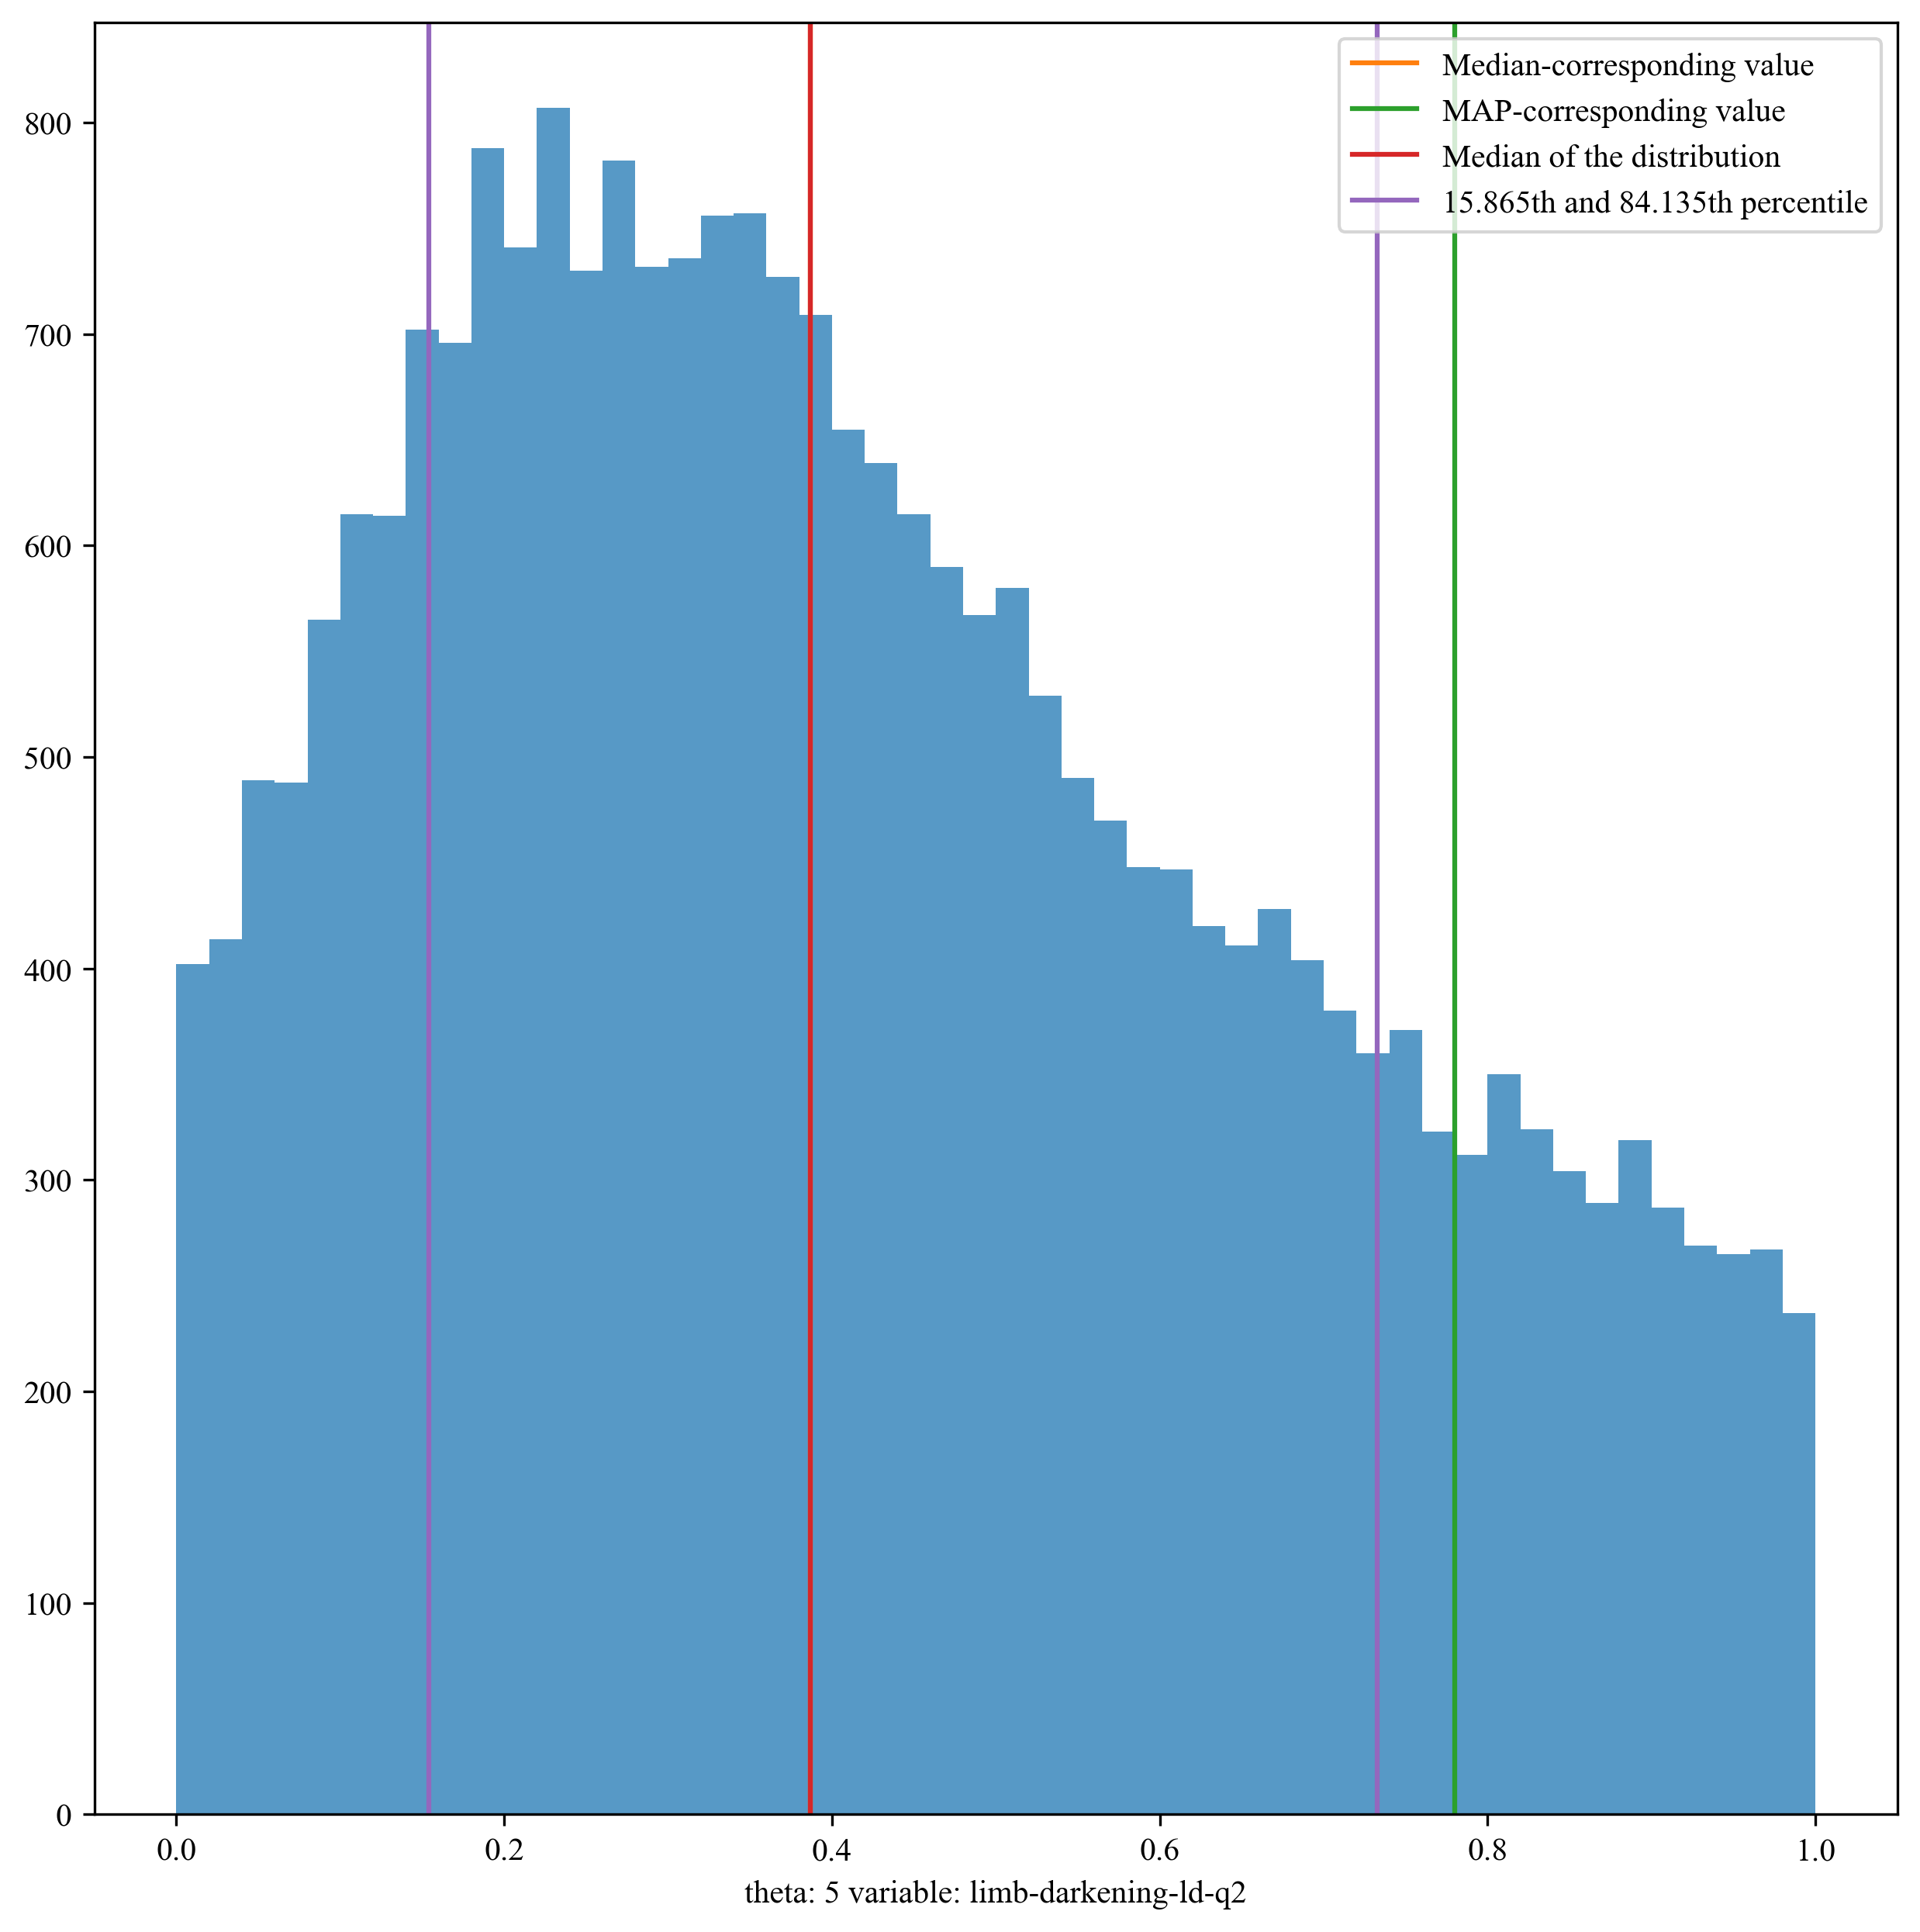 Median-corresponding value
MAP-corresponding value
Median of the distribution
15.865th and 84.135th percentile
800
700
600
500
400
300
200
100
0
0.0 0.2 0.4 0.6 0.8 1.0
theta: 5 variable: limb-darkening-ld-q2